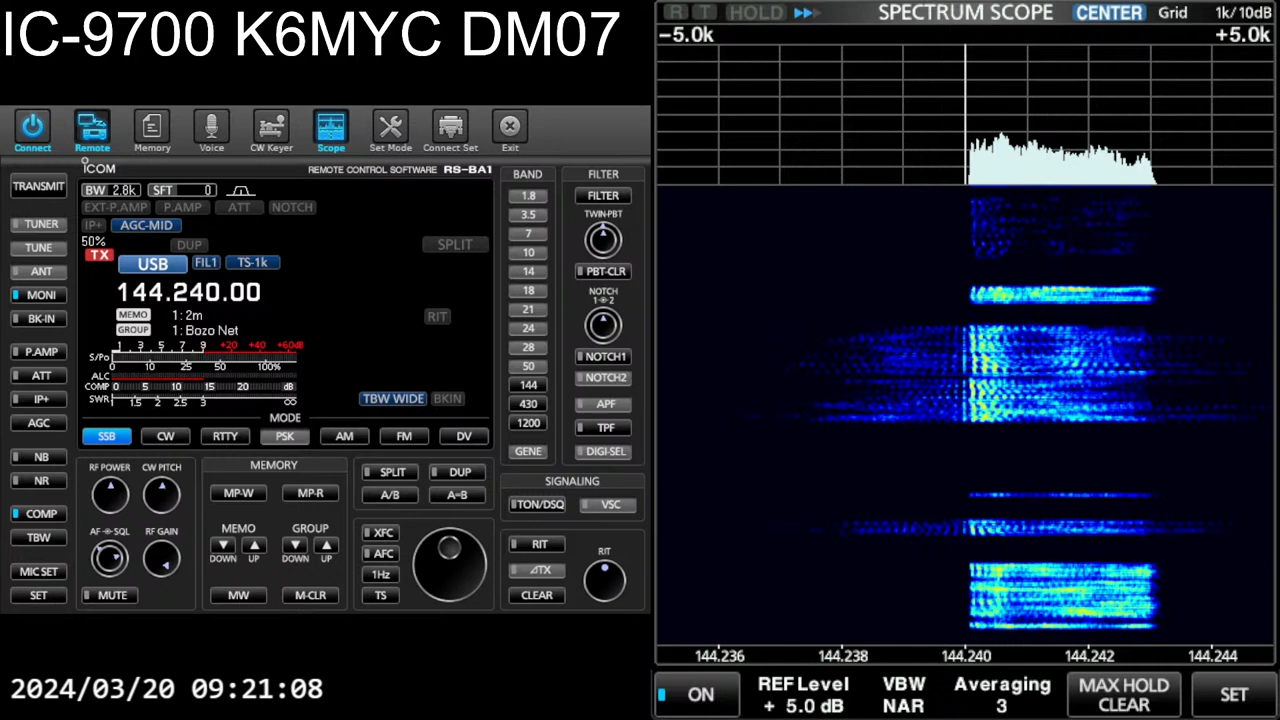 IC-9700 K6MYC DM07
Connect Remote Memory Voice CW Keyer Scope Set Mode Connect Set Exit
ICOM REMOTE CONTROL SOFTWARE RS-BA1
TRANSMIT
TUNER
TUNE
ANT
MONI
BK-IN
P.AMP
ATT
IP+
AGC
NB
NR
COMP
TBW
MIC SET
SET
BW 2.8k SFT 0
EXT-P.AMP P.AMP ATT NOTCH
IP+ AGC-MID
50% DUP SPLIT
TX USB FIL1 TS-1k
144.240.00
MEMO 1: 2m
GROUP 1: Bozo Net
RIT
1 3 5 7 9 +20 +40 +60dB
S/Po
0 10 25 50 100%
ALC
COMP 0 5 10 15 20 dB
SWR 1 1.5 2 2.5 3 ∞
TBW WIDE BKIN
MODE
SSB CW RTTY PSK AM FM DV
RF POWER CW PITCH
AF SQL RF GAIN
MUTE
MEMORY
MP-W MP-R
MEMO GROUP
DOWN UP DOWN UP
MW M-CLR
SPLIT DUP
A/B A=B
XFC
AFC
1Hz
TS
BAND
1.8
3.5
7
10
14
18
21
24
28
50
144
430
1200
GENE
FILTER
FILTER
TWIN-PBT
PBT-CLR
NOTCH
1 2
NOTCH1
NOTCH2
APF
TPF
DIGI-SEL
SIGNALING
TON/DSQ VSC
RIT
⊿TX
CLEAR
RIT
2024/03/20 09:21:08
R T HOLD SPECTRUM SCOPE CENTER Grid 1k/10dB
−5.0k +5.0k
144.236 144.238 144.240 144.242 144.244
ON
REF Level
+ 5.0 dB
VBW
NAR
Averaging
3
MAX HOLD
CLEAR
SET